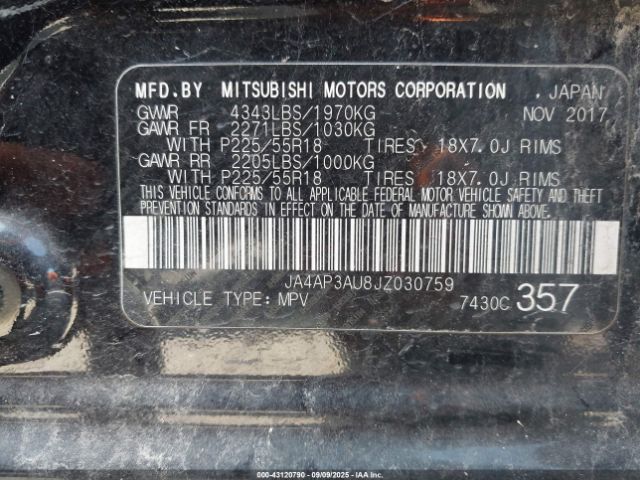 MFD.BY MITSUBISHI MOTORS CORPORATION . JAPAN
GVWR 4343LBS/1970KG NOV 2017
GAWR FR 2271LBS/1030KG
WITH P225/55R18 TIRES 18X7.0J RIMS
GAWR RR 2205LBS/1000KG
WITH P225/55R18 TIRES 18X7.0J RIMS
THIS VEHICLE CONFORMS TO ALL APPLICABLE FEDERAL MOTOR VEHICLE SAFETY AND THEFT
PREVENTION STANDARDS IN EFFECT ON THE DATE OF MANUFACTURE SHOWN ABOVE.
JA4AP3AU8JZ030759
VEHICLE TYPE: MPV 7430C 357
000-43120790 - 09/09/2025 - IAAI.COM